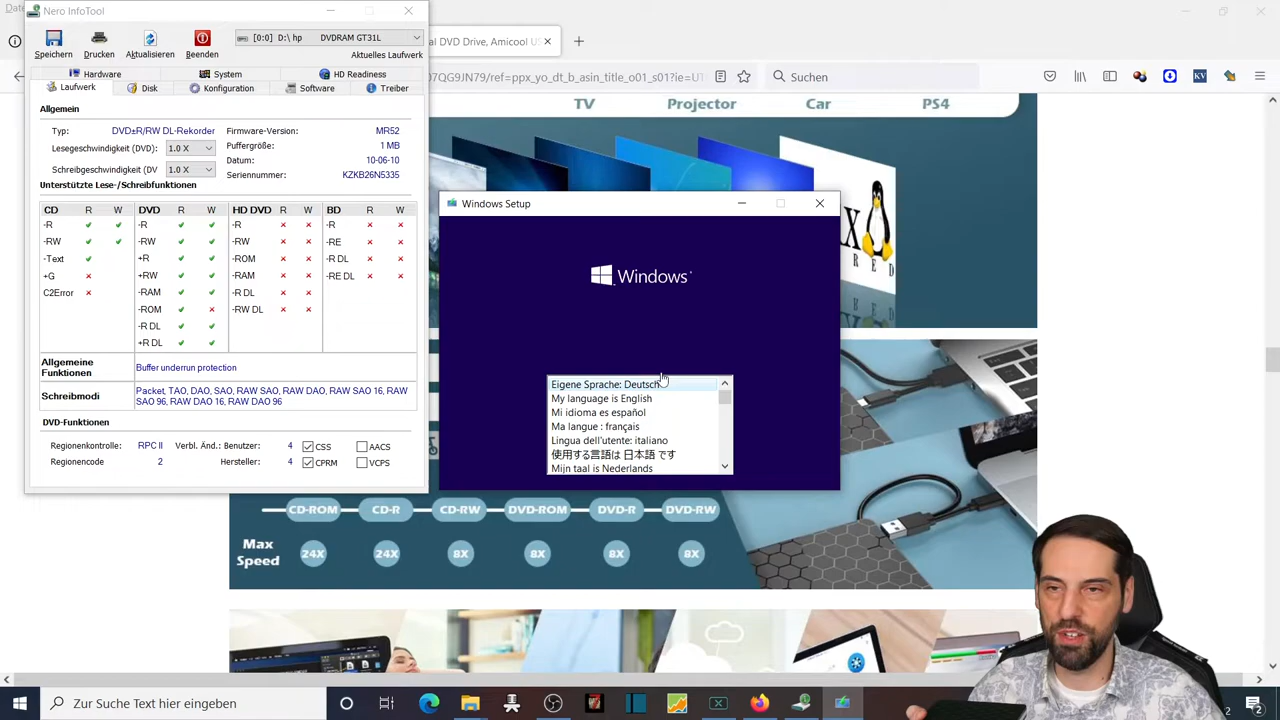 Nero InfoTool
Speichern
Drucken
Aktualisieren
Beenden
[0:0] D:\ hp DVDRAM GT31L
Aktuelles Laufwerk
Hardware
System
HD Readiness
Laufwerk
Disk
Konfiguration
Software
Treiber
Allgemein
Typ: DVD±R/RW DL-Rekorder
Lesegeschwindigkeit (DVD): 1.0 X
Schreibgeschwindigkeit (DV 1.0 X
Firmware-Version: MR52
Puffergröße: 1 MB
Datum: 10-06-10
Seriennummer: KZKB26N5335
Unterstützte Lese-/Schreibfunktionen
CD R W DVD R W HD DVD R W BD R W
-R -R -R -R
-RW -RW -RW -RE
-Text +R -ROM -R DL
+G +RW -RAM -RE DL
C2Error -RAM -R DL
-ROM -RW DL
-R DL
+R DL
Allgemeine Funktionen
Buffer underrun protection
Schreibmodi
Packet, TAO, DAO, SAO, RAW SAO, RAW DAO, RAW SAO 16, RAW
SAO 96, RAW DAO 16, RAW DAO 96
DVD-Funktionen
Regionenkontrolle: RPC II Verbl. Änd.: Benutzer: 4 CSS AACS
Regionencode 2 Hersteller: 4 CPRM VCPS
al DVD Drive, Amicool U
07QG9JN79/ref=ppx_yo_dt_b_asin_title_o01_s01?ie=UT
Suchen
KV
TV Projector Car PS4
Windows Setup
Windows
Eigene Sprache: Deutsch
My language is English
Mi idioma es español
Ma langue : français
Lingua dell'utente: italiano
使用する言語は 日本語 です
Mijn taal is Nederlands
CD-ROM CD-R CD-RW DVD-ROM DVD-R DVD-RW
Max Speed
24X 24X 8X 8X 8X 8X
Zur Suche Text hier eingeben
2